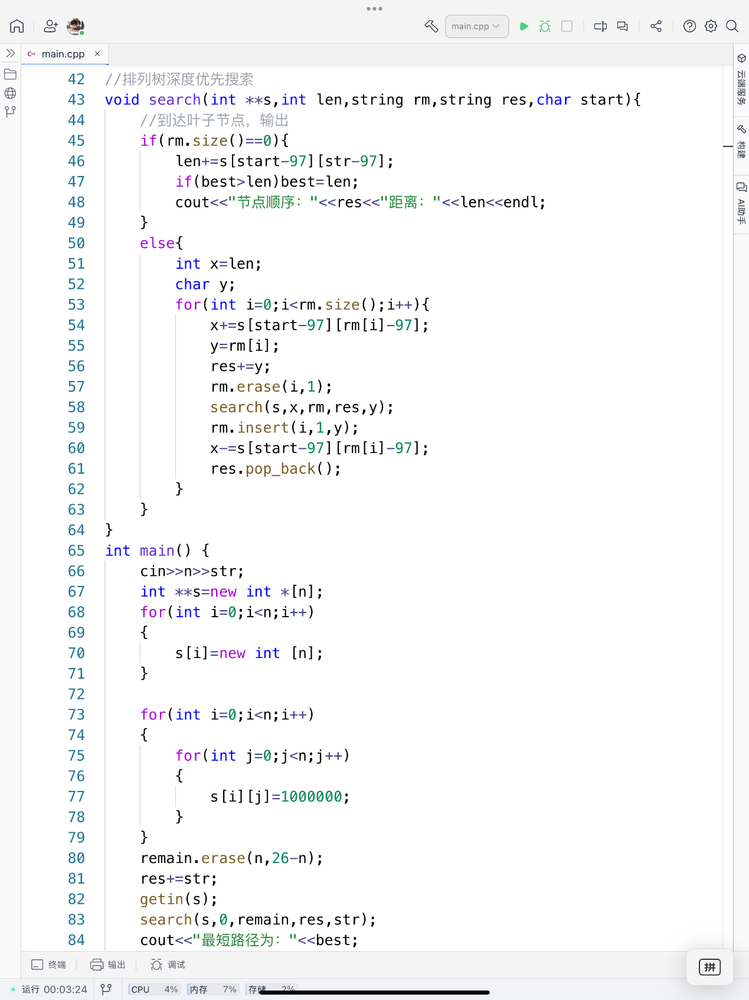 main.cpp
main.cpp
42 //排列树深度优先搜索
43 void search(int **s,int len,string rm,string res,char start){
44 //到达叶子节点，输出
45 if(rm.size()==0){
46 len+=s[start-97][str-97];
47 if(best>len)best=len;
48 cout<<"节点顺序："<<res<<"距离："<<len<<endl;
49 }
50 else{
51 int x=len;
52 char y;
53 for(int i=0;i<rm.size();i++){
54 x+=s[start-97][rm[i]-97];
55 y=rm[i];
56 res+=y;
57 rm.erase(i,1);
58 search(s,x,rm,res,y);
59 rm.insert(i,1,y);
60 x-=s[start-97][rm[i]-97];
61 res.pop_back();
62 }
63 }
64 }
65 int main() {
66 cin>>n>>str;
67 int **s=new int *[n];
68 for(int i=0;i<n;i++)
69 {
70 s[i]=new int [n];
71 }
72
73 for(int i=0;i<n;i++)
74 {
75 for(int j=0;j<n;j++)
76 {
77 s[i][j]=1000000;
78 }
79 }
80 remain.erase(n,26-n);
81 res+=str;
82 getin(s);
83 search(s,0,remain,res,str);
84 cout<<"最短路径为："<<best;
云端服务
构建
AI助手
终端 输出 调试
拼
运行 00:03:24 CPU 4% 内存 7% 存储 2%